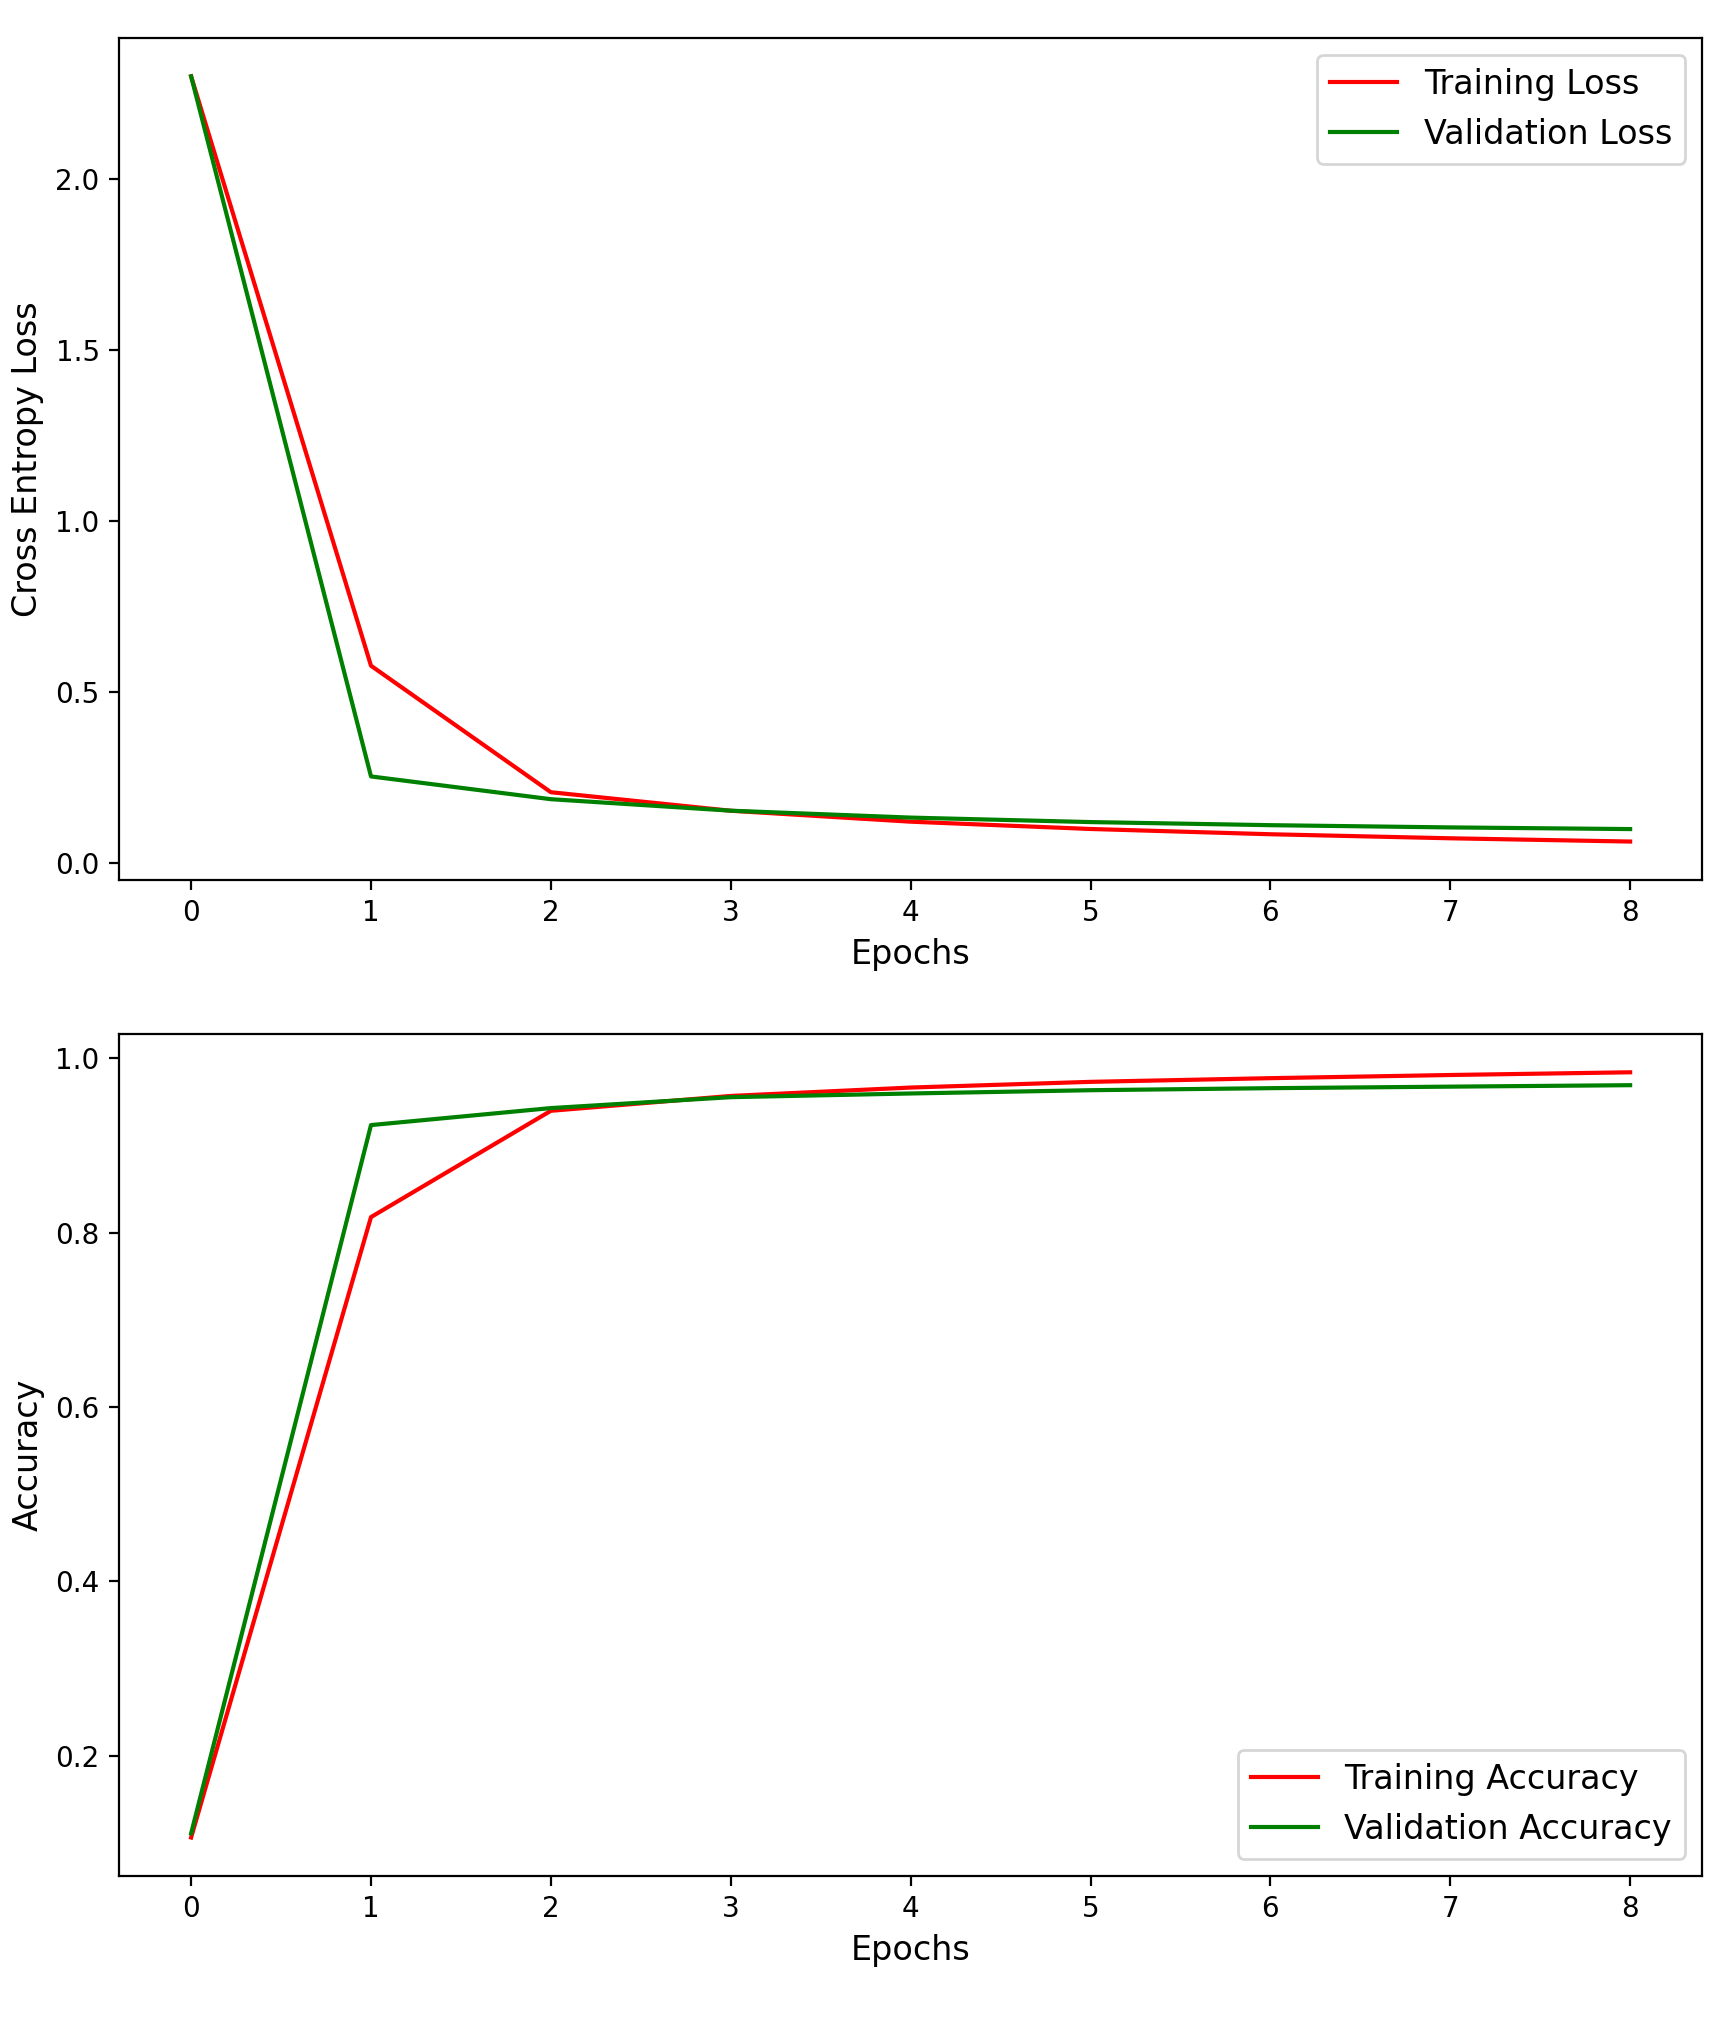 Training Loss
Validation Loss
2.0
1.5
1.0
0.5
0.0
Cross Entropy Loss
0 1 2 3 4 5 6 7 8
Epochs
1.0
0.8
0.6
0.4
0.2
Accuracy
Training Accuracy
Validation Accuracy
0 1 2 3 4 5 6 7 8
Epochs